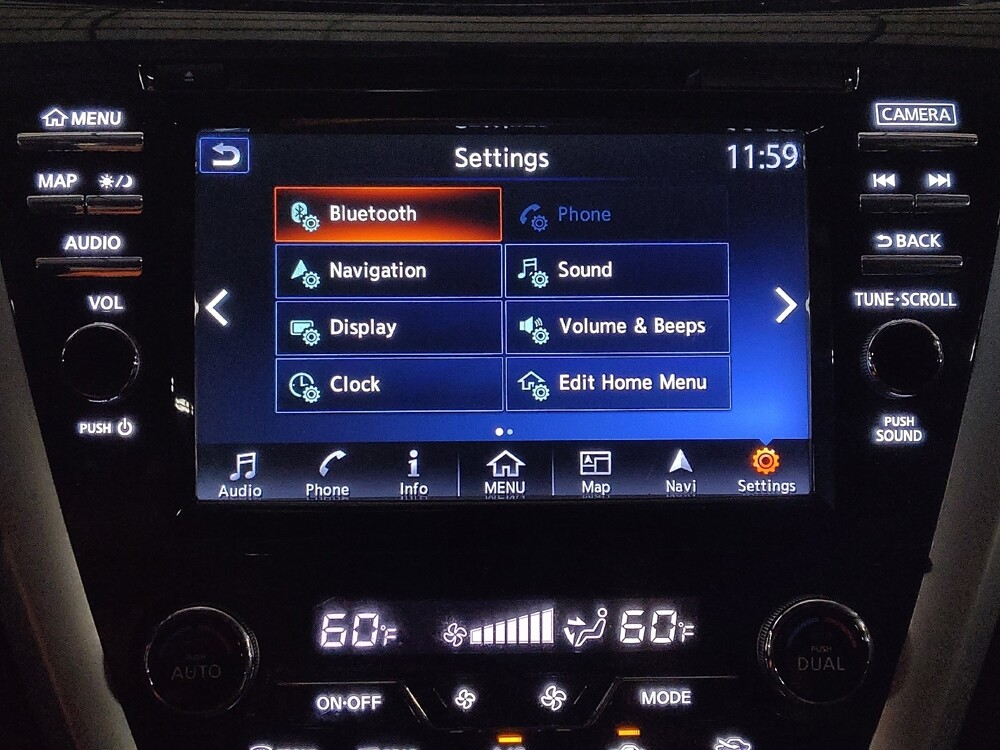 MENU
CAMERA
Settings
11:59
MAP
AUDIO
BACK
VOL
TUNE·SCROLL
PUSH
PUSH
SOUND
Bluetooth
Phone
Navigation
Sound
Display
Volume & Beeps
Clock
Edit Home Menu
Audio
Phone
Info
MENU
Map
Navi
Settings
60°F
60°F
AUTO
PUSH
DUAL
ON·OFF
MODE